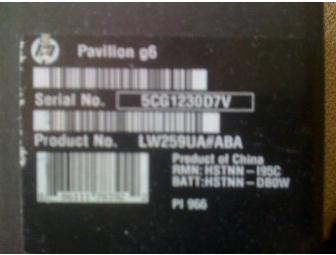 hp Pavilion g6
Serial No. 5CG1230D7V
Product No. LW259UA#ABA
Product of China
RMN: HSTNN-I95C
BATT:HSTNN-DB0W
PI 966